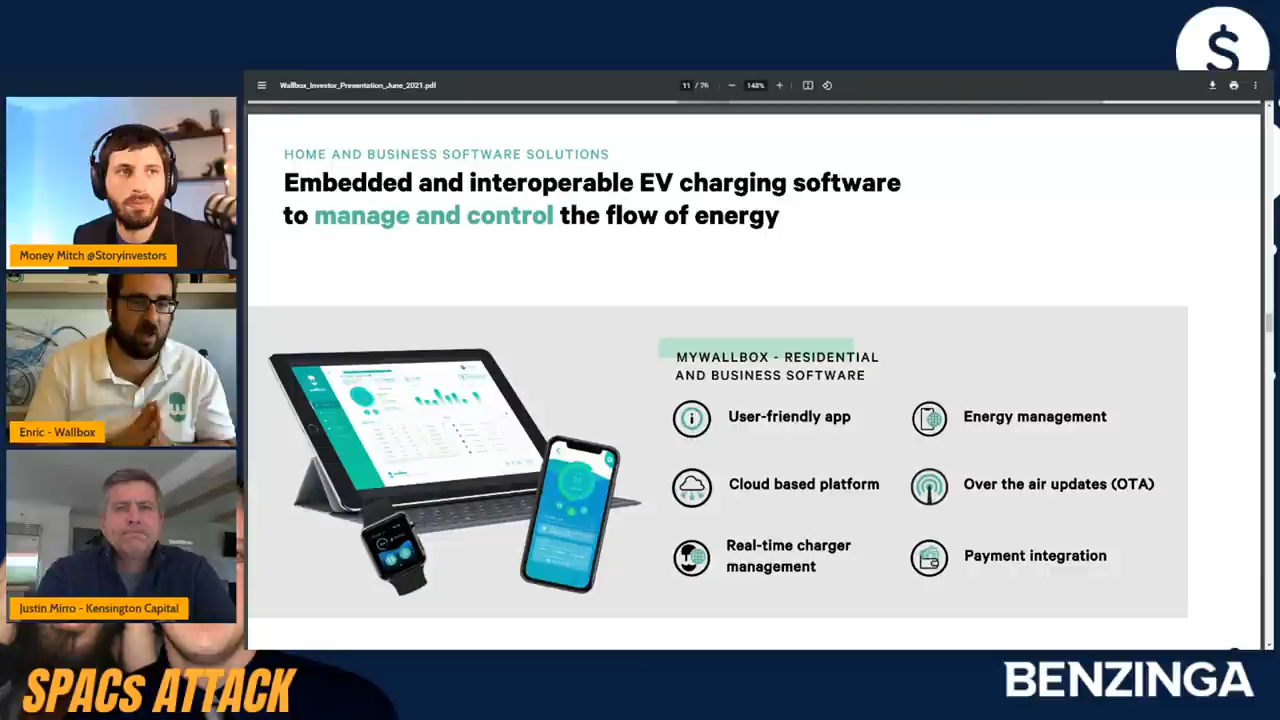 $
Wallbox_Investor_Presentation_June_2021.pdf
11 / 26
148%
HOME AND BUSINESS SOFTWARE SOLUTIONS
Embedded and interoperable EV charging software
to manage and control the flow of energy
MYWALLBOX - RESIDENTIAL
AND BUSINESS SOFTWARE
User-friendly app
Energy management
Cloud based platform
Over the air updates (OTA)
Real-time charger
management
Payment integration
Money Mitch @Storyinvestors
Enric - Wallbox
Justin Mirro - Kensington Capital
SPACs ATTACK
BENZINGA